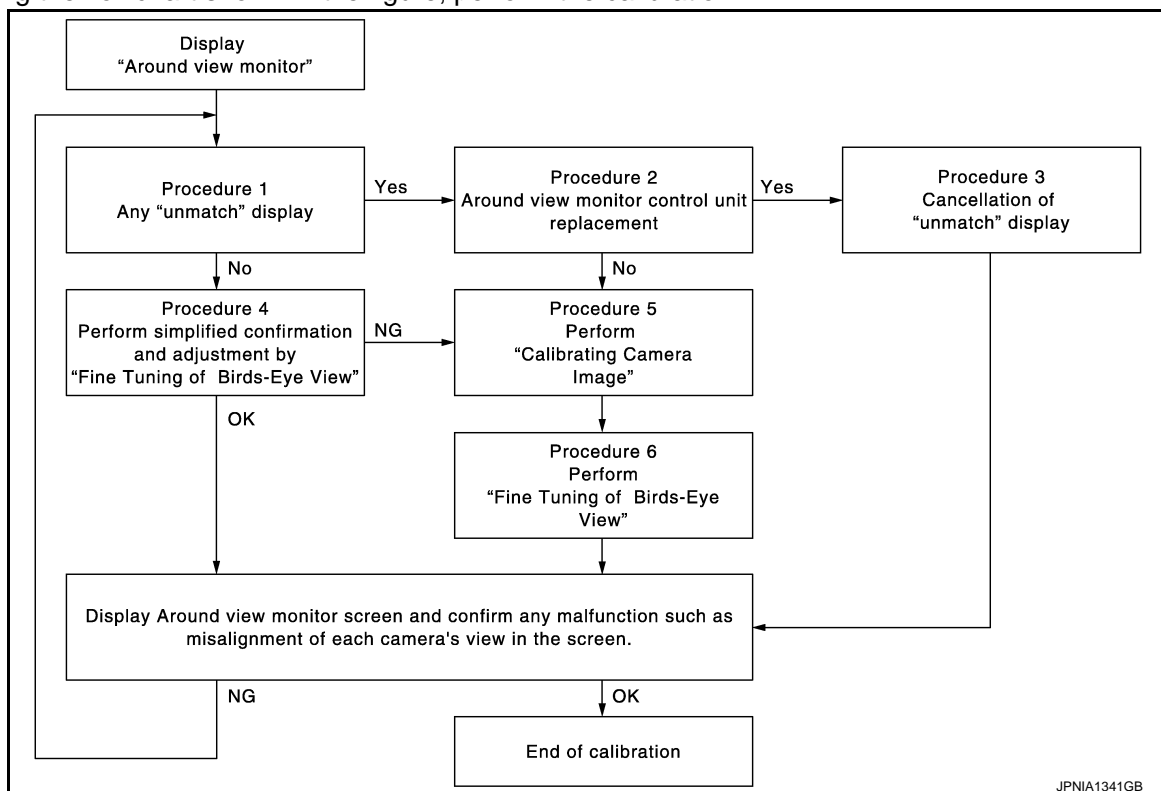 Display
“Around view monitor”
Procedure 1
Any “unmatch” display
Yes
Procedure 2
Around view monitor control unit
replacement
Yes
Procedure 3
Cancellation of
“unmatch” display
No
No
Procedure 4
Perform simplified confirmation
and adjustment by
“Fine Tuning of Birds-Eye View”
NG
Procedure 5
Perform
“Calibrating Camera
Image”
OK
Procedure 6
Perform
“Fine Tuning of Birds-Eye
View”
Display Around view monitor screen and confirm any malfunction such as
misalignment of each camera's view in the screen.
NG
OK
End of calibration
JPNIA1341GB